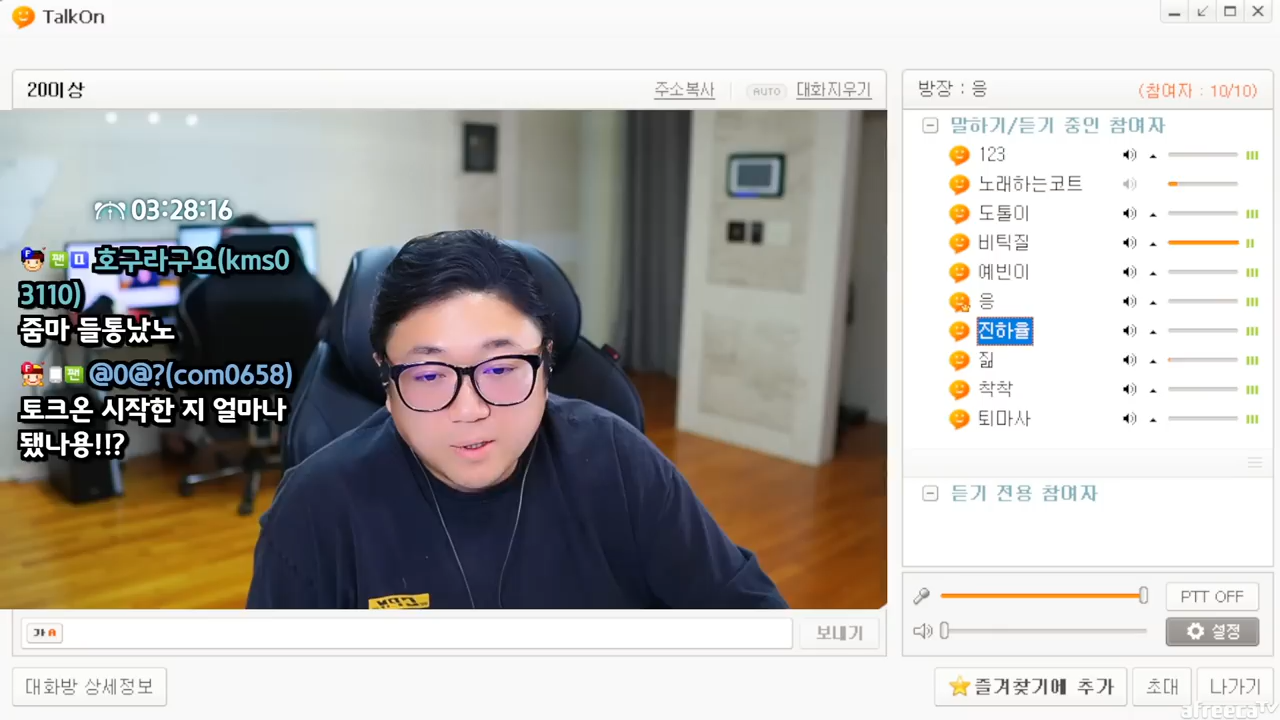 TalkOn
20이상
주소복사
AUTO
대화지우기
방장 : 응
(참여자 : 10/10)
말하기/듣기 중인 참여자
123
노래하는코트
도톨이
비틱질
예빈이
응
진하율
짊
착착
퇴마사
듣기 전용 참여자
03:28:16
팬 호구라구요(kms0
3110)
줌마 들통났노
팬 @0@?(com0658)
토크온 시작한 지 얼마나
됐나용!!?
가A
보내기
PTT OFF
설정
대화방 상세정보
즐겨찾기에 추가
초대
나가기
afreecaTV